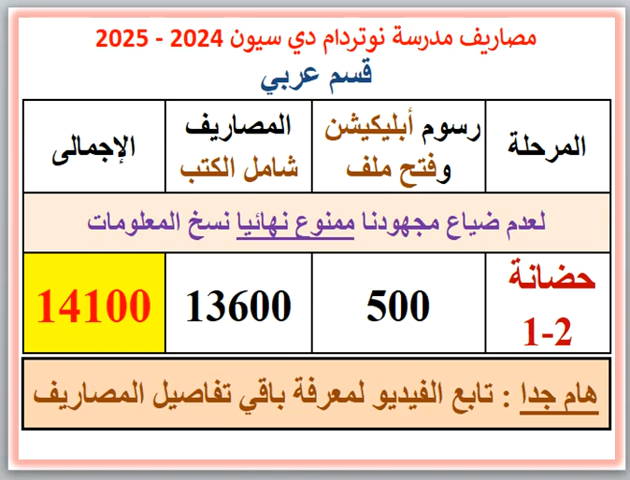 مصاريف مدرسة نوتردام دي سيون 2024 - 2025
قسم عربي
المرحلة
رسوم أبليكيشن
وفتح ملف
المصاريف
شامل الكتب
الإجمالى
لعدم ضياع مجهودنا ممنوع نهائيا نسخ المعلومات
حضانة
1-2
500
13600
14100
هام جدا : تابع الفيديو لمعرفة باقي تفاصيل المصاريف